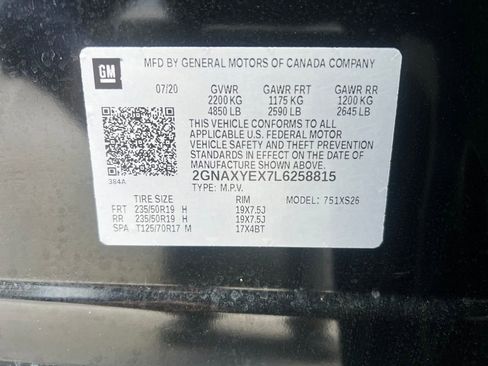 GM
MFD BY GENERAL MOTORS OF CANADA COMPANY
07/20 GVWR GAWR FRT GAWR RR
2200 KG 1175 KG 1200 KG
4850 LB 2590 LB 2645 LB
THIS VEHICLE CONFORMS TO ALL
APPLICABLE U.S. FEDERAL MOTOR
VEHICLE SAFETY AND THEFT PREVENTION
STANDARDS IN EFFECT ON THE DATE OF
MANUFACTURE SHOWN ABOVE.
384A
2GNAXYEX7L6258815
TYPE: M.P.V.
TIRE SIZE RIM MODEL: 751XS26
FRT 235/50R19 H 19X7.5J
RR 235/50R19 H 19X7.5J
SPA T125/70R17 M 17X4BT